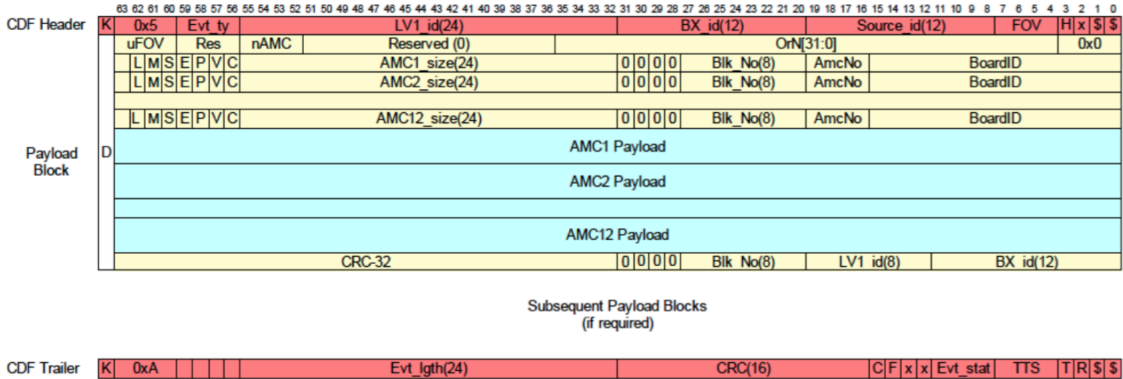 63 62 61 60 59 58 57 56 55 54 53 52 51 50 49 48 47 46 45 44 43 42 41 40 39 38 37 36 35 34 33 32 31 30 29 28 27 26 25 24 23 22 21 20 19 18 17 16 15 14 13 12 11 10 9 8 7 6 5 4 3 2 1 0
CDF Header K 0x5 Evt_ty LV1_id(24) BX_id(12) Source_id(12) FOV H x $ $
uFOV Res nAMC Reserved (0) OrN[31:0] 0x0
L M S E P V C AMC1_size(24) 0 0 0 0 Blk_No(8) AmcNo BoardID
L M S E P V C AMC2_size(24) 0 0 0 0 Blk_No(8) AmcNo BoardID
L M S E P V C AMC12_size(24) 0 0 0 0 Blk_No(8) AmcNo BoardID
Payload Block
D
AMC1 Payload
AMC2 Payload
AMC12 Payload
CRC-32 0 0 0 0 Blk_No(8) LV1_id(8) BX_id(12)
Subsequent Payload Blocks
(if required)
CDF Trailer K 0xA Evt_lgth(24) CRC(16) C F x x Evt_stat TTS T R $ $